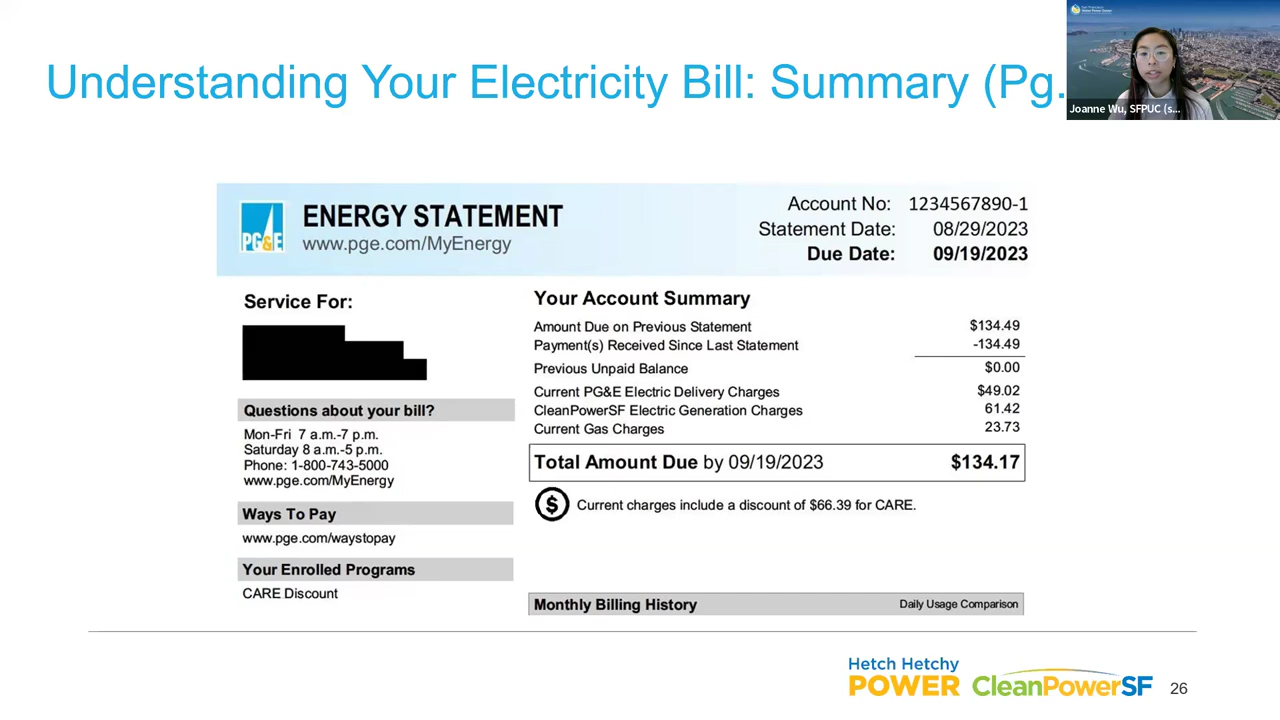 Understanding Your Electricity Bill: Summary (Pg.
Joanne Wu, SFPUC (s...
PG&E
ENERGY STATEMENT
www.pge.com/MyEnergy
Account No: 1234567890-1
Statement Date: 08/29/2023
Due Date: 09/19/2023
Service For:
Questions about your bill?
Mon-Fri 7 a.m.-7 p.m.
Saturday 8 a.m.-5 p.m.
Phone: 1-800-743-5000
www.pge.com/MyEnergy
Ways To Pay
www.pge.com/waystopay
Your Enrolled Programs
CARE Discount
Your Account Summary
Amount Due on Previous Statement $134.49
Payment(s) Received Since Last Statement -134.49
Previous Unpaid Balance $0.00
Current PG&E Electric Delivery Charges $49.02
CleanPowerSF Electric Generation Charges 61.42
Current Gas Charges 23.73
Total Amount Due by 09/19/2023 $134.17
$ Current charges include a discount of $66.39 for CARE.
Monthly Billing History Daily Usage Comparison
Hetch Hetchy
POWER CleanPowerSF 26